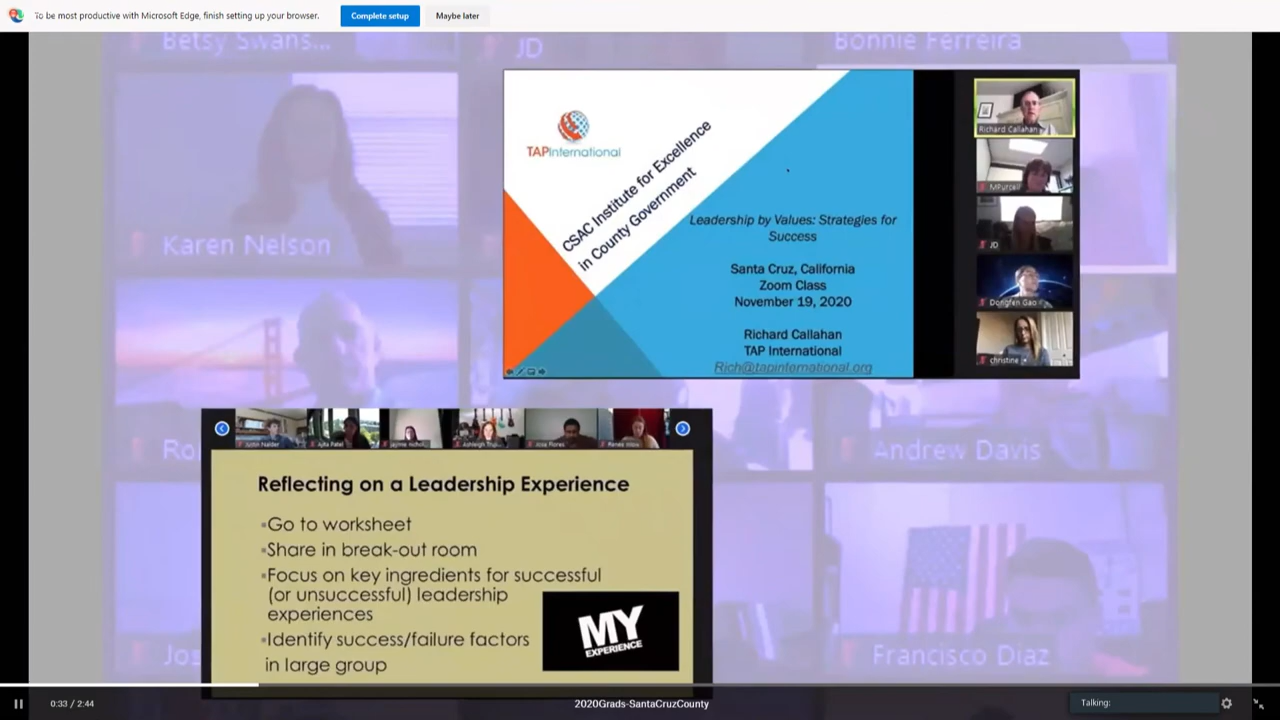 To be most productive with Microsoft Edge, finish setting up your browser.
Complete setup
Maybe later
Betsy Swans...
JD
Bonnie Ferreira
Karen Nelson
TAPInternational
CSAC Institute for Excellence
in County Government
Leadership by Values: Strategies for
Success
Santa Cruz, California
Zoom Class
November 19, 2020
Richard Callahan
TAP International
Rich@tapinternational.org
Richard Callahan
MPurcell
JD
Dongfen Gao
christine
Andrew Davis
Ajita Patel
Jose Flores
Reflecting on a Leadership Experience
▪Go to worksheet
▪Share in break-out room
▪Focus on key ingredients for successful
(or unsuccessful) leadership
experiences
▪Identify success/failure factors
in large group
MY
EXPERIENCE
Francisco Diaz
0:33 / 2:44
2020Grads-SantaCruzCounty
Talking: